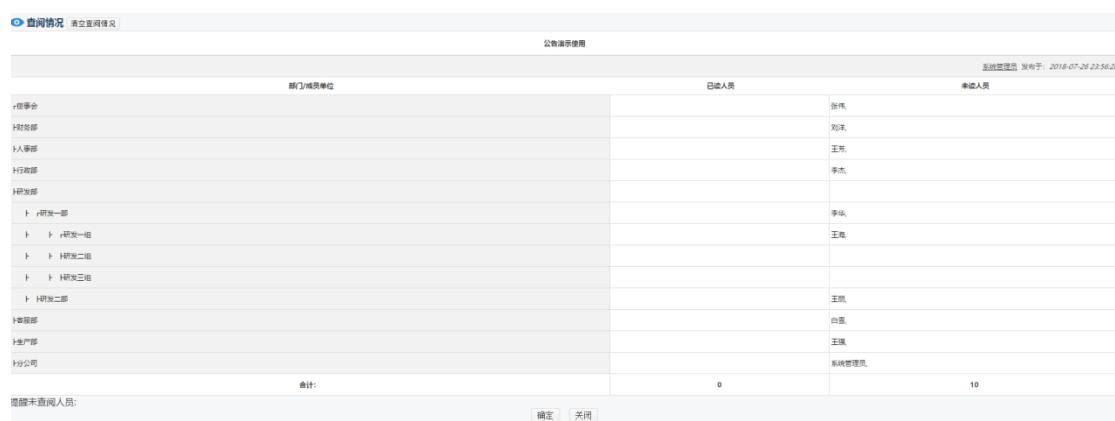 查阅情况 清空查阅情况
公告演示使用
系统管理员 发布于: 2018-07-26 23:56:2
部门/成员单位 已读人员 未读人员
┌理事会 张伟,
├财务部 刘洋,
├人事部 王芳,
├行政部 李杰,
├研发部
├ ┌研发一部 李华,
├ ├ ┌研发一组 王海,
├ ├ ├研发二组
├ ├ ├研发三组
├ ├研发二部 王丽,
├客服部 白雪,
├生产部 王强,
├分公司 系统管理员,
合计: 0 10
提醒未查阅人员:
确定 关闭